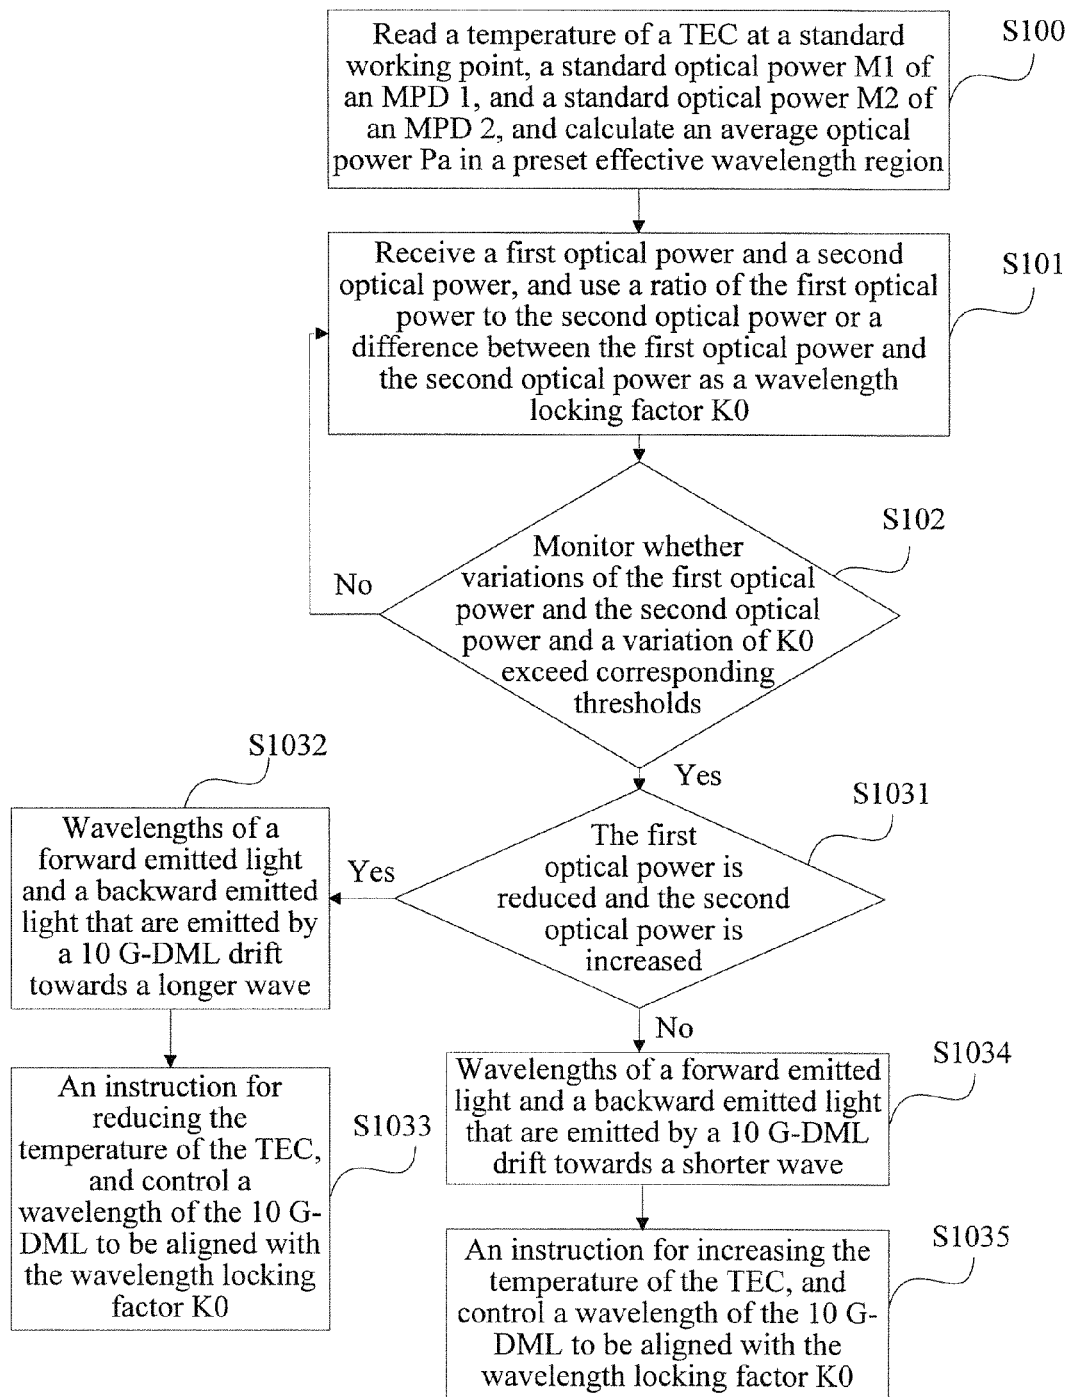 Read a temperature of a TEC at a standard
working point, a standard optical power M1 of
an MPD 1, and a standard optical power M2 of
an MPD 2, and calculate an average optical
power Pa in a preset effective wavelength region
S100
Receive a first optical power and a second
optical power, and use a ratio of the first optical
power to the second optical power or a
difference between the first optical power and
the second optical power as a wavelength
locking factor K0
S101
Monitor whether
variations of the first optical
power and the second optical
power and a variation of K0
exceed corresponding
thresholds
S102
No
Yes
The first
optical power is
reduced and the second
optical power is
increased
S1031
Yes
No
S1032
Wavelengths of a
forward emitted light
and a backward emitted
light that are emitted by
a 10 G-DML drift
towards a longer wave
An instruction for
reducing the
temperature of the TEC,
and control a
wavelength of the 10 G-
DML to be aligned with
the wavelength locking
factor K0
S1033
Wavelengths of a forward emitted
light and a backward emitted light
that are emitted by a 10 G-DML
drift towards a shorter wave
S1034
An instruction for increasing the
temperature of the TEC, and
control a wavelength of the 10 G-
DML to be aligned with the
wavelength locking factor K0
S1035